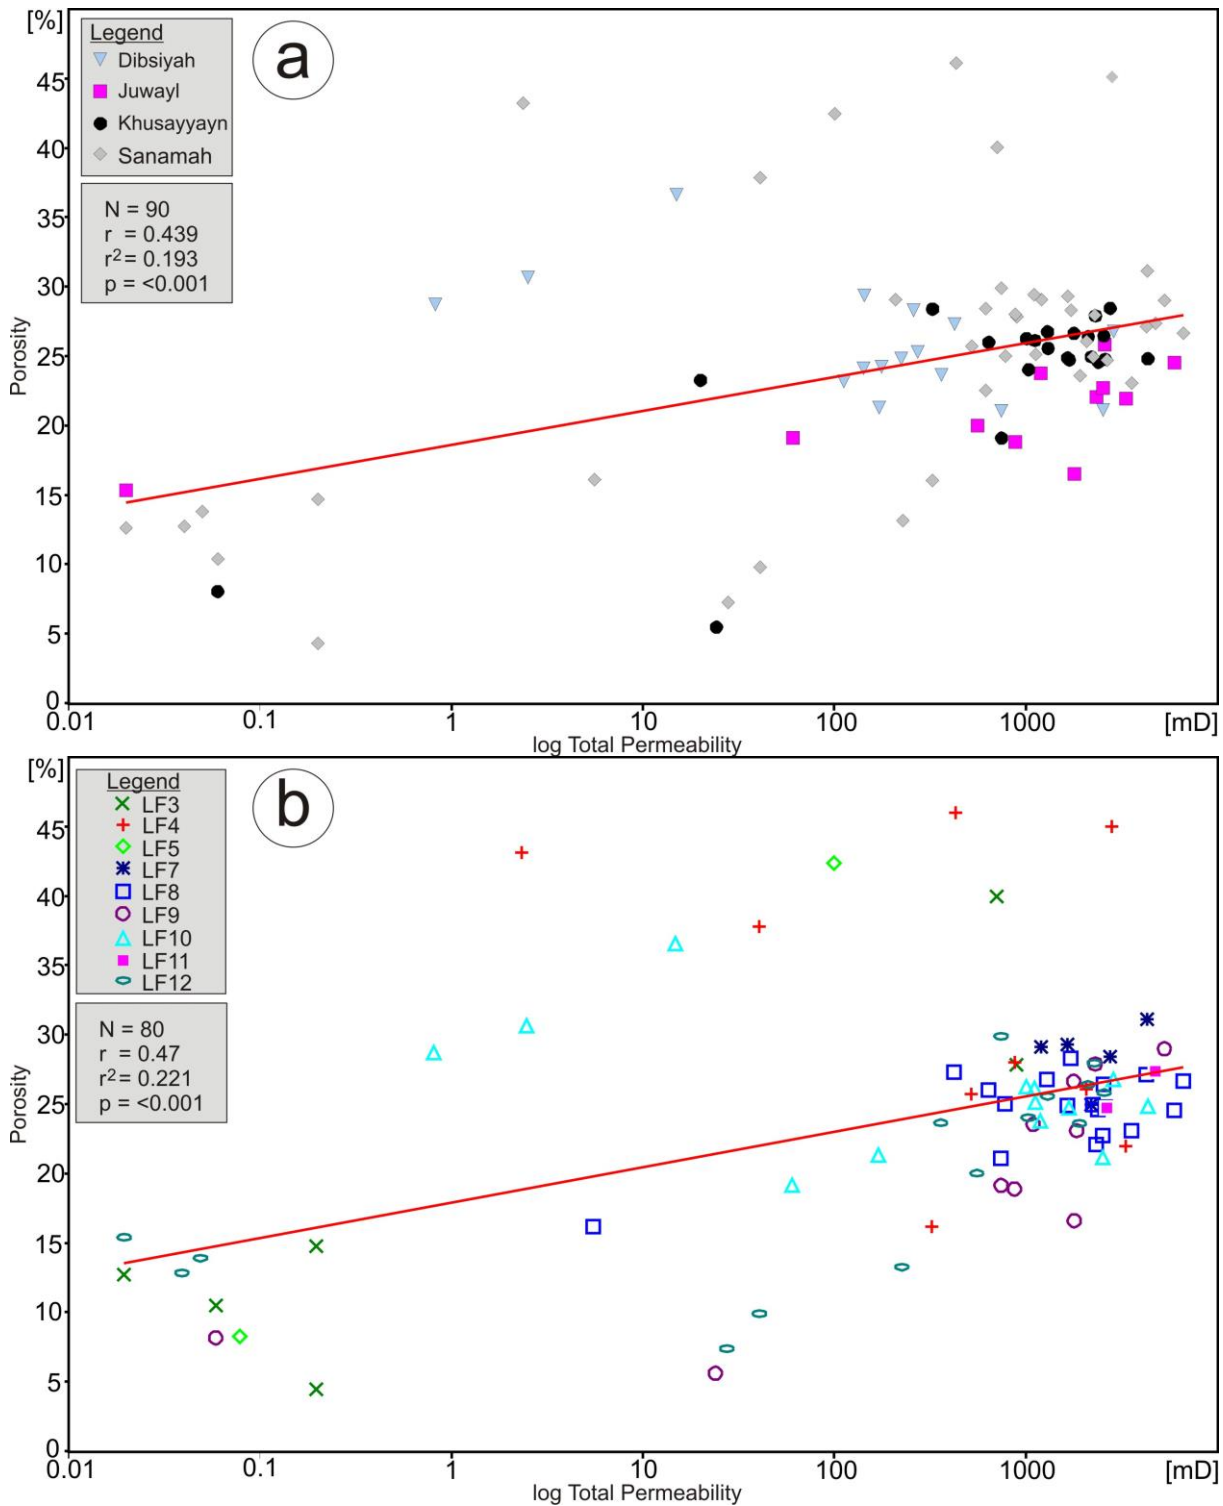 [%]
Legend
Dibsiyah
Juwayl
Khusayyayn
Sanamah
a
N = 90
r = 0.439
r²= 0.193
p = <0.001
45
40
35
30
25
20
15
10
5
0
Porosity
0.01
0.1
1
10
100
1000
[mD]
log Total Permeability
[%]
Legend
LF3
LF4
LF5
LF7
LF8
LF9
LF10
LF11
LF12
b
N = 80
r = 0.47
r²= 0.221
p = <0.001
45
40
35
30
25
20
15
10
5
0
Porosity
0.01
0.1
1
10
100
1000
[mD]
log Total Permeability